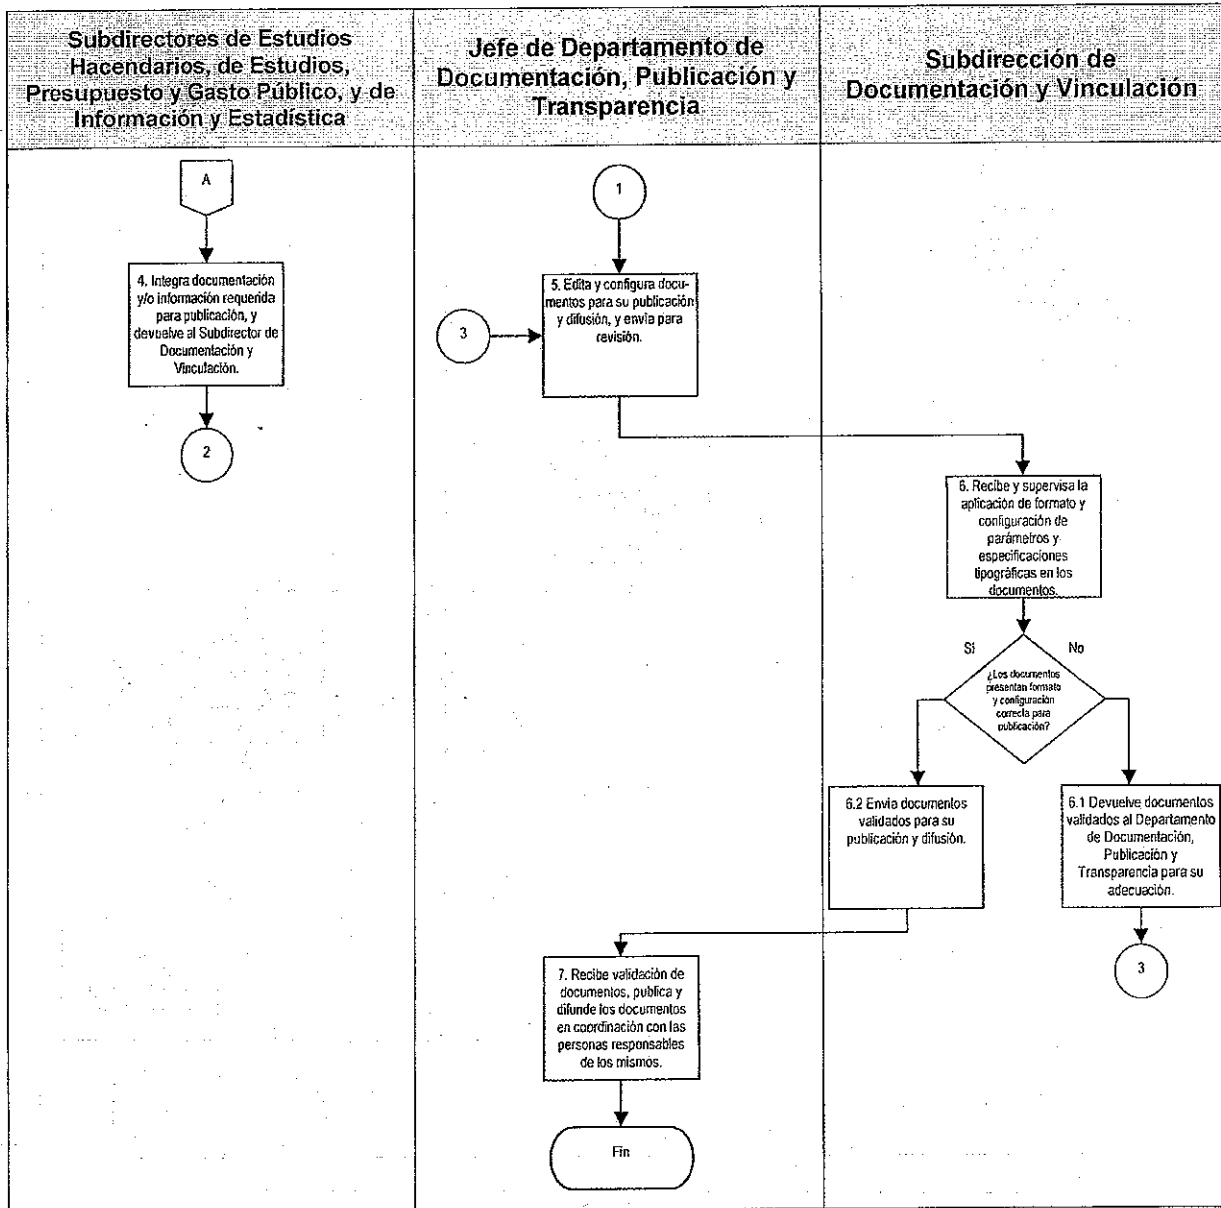 Subdirectores de Estudios
Hacendarios, de Estudios,
Presupuesto y Gasto Público, y de
Información y Estadística
Jefe de Departamento de
Documentación, Publicación y
Transparencia
Subdirección de
Documentación y Vinculación
A
4. Integra documentación
y/o información requerida
para publicación, y
devuelve al Subdirector de
Documentación y
Vinculación.
2
1
5. Edita y configura docu-
mentos para su publicación
y difusión, y envia para
revisión.
3
6. Recibe y supervisa la
aplicación de formato y
configuración de
parámetros y
especificaciones
tipográficas en los
documentos.
Si
No
¿Los documentos
presentan formato
y configuración
correcta para
publicación?
6.2 Envia documentos
validados para su
publicación y difusión.
6.1 Devuelve documentos
validados al Departamento
de Documentación,
Publicación y
Transparencia para su
adecuación.
3
7. Recibe validación de
documentos, publica y
difunde los documentos
en coordinación con las
personas responsables
de los mismos.
Fin